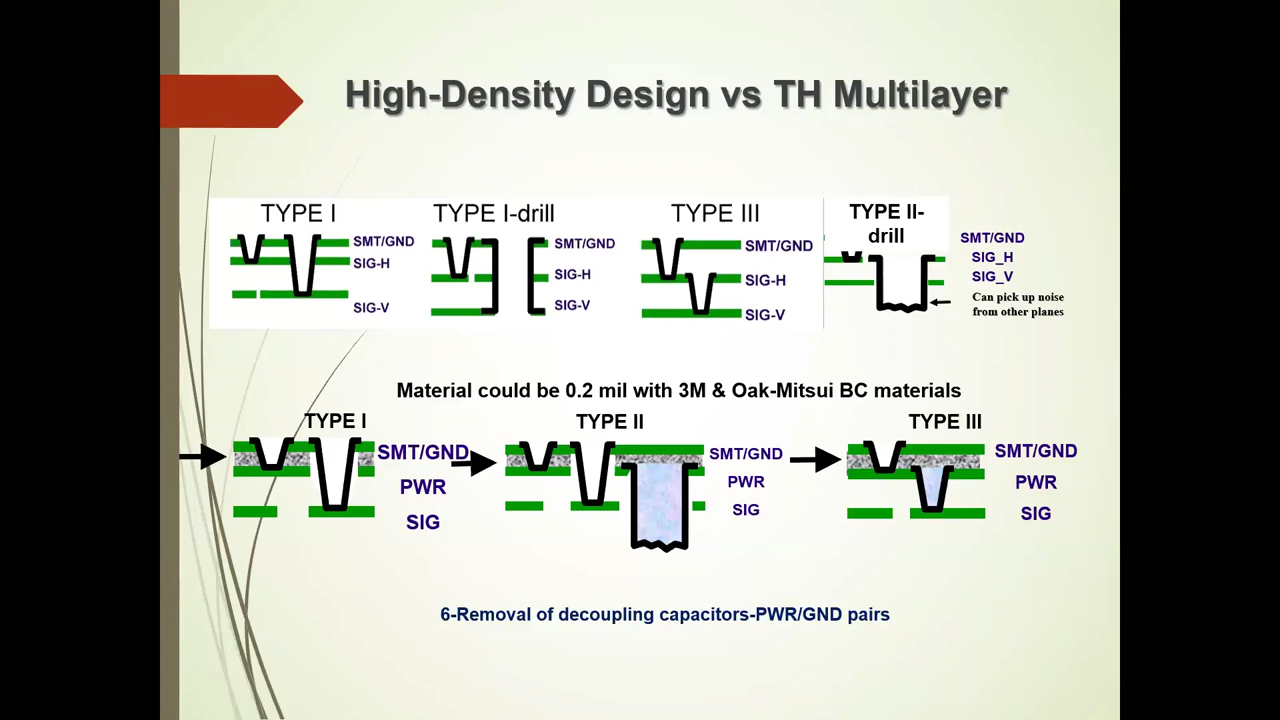 High-Density Design vs TH Multilayer
TYPE I
SMT/GND
SIG-H
SIG-V
TYPE I-drill
SMT/GND
SIG-H
SIG-V
TYPE III
SMT/GND
SIG-H
SIG-V
TYPE II-
drill
SMT/GND
SIG_H
SIG_V
Can pick up noise
from other planes
Material could be 0.2 mil with 3M & Oak-Mitsui BC materials
TYPE I
SMT/GND
PWR
SIG
TYPE II
SMT/GND
PWR
SIG
TYPE III
SMT/GND
PWR
SIG
6-Removal of decoupling capacitors-PWR/GND pairs